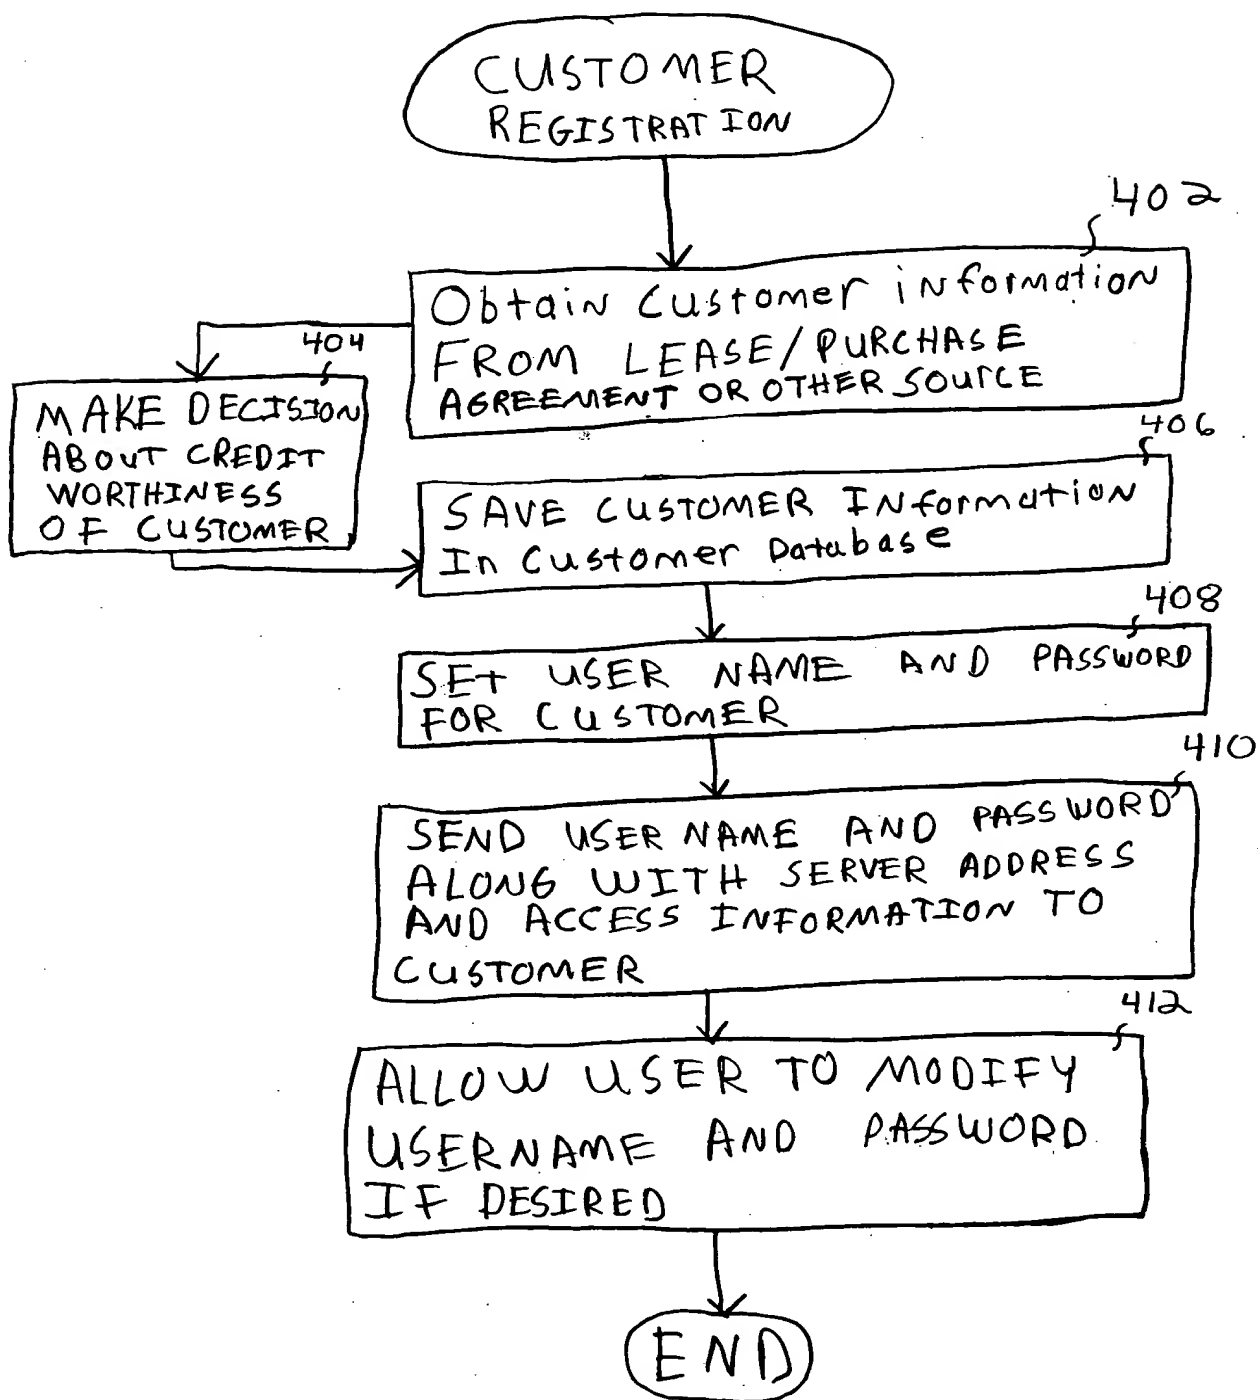 CUSTOMER
REGISTRATION
402
Obtain Customer information
FROM LEASE/PURCHASE
AGREEMENT OR OTHER SOURCE
404
MAKE DECISION
ABOUT CREDIT
WORTHINESS
OF CUSTOMER
406
SAVE CUSTOMER INformation
In Customer Database
408
SET USER NAME AND PASSWORD
FOR CUSTOMER
410
SEND USER NAME AND PASSWORD
ALONG WITH SERVER ADDRESS
AND ACCESS INFORMATION TO
CUSTOMER
412
ALLOW USER TO MODIFY
USERNAME AND PASSWORD
IF DESIRED
END